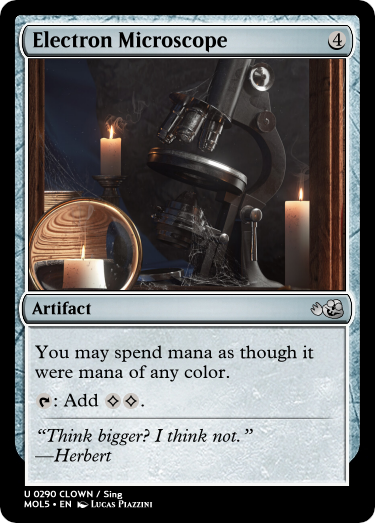 Electron Microscope 4
Artifact
You may spend mana as though it
were mana of any color.
: Add .
“Think bigger? I think not.”
—Herbert
U 0290 CLOWN / Sing
MOL5 • EN Lucas Piazzini